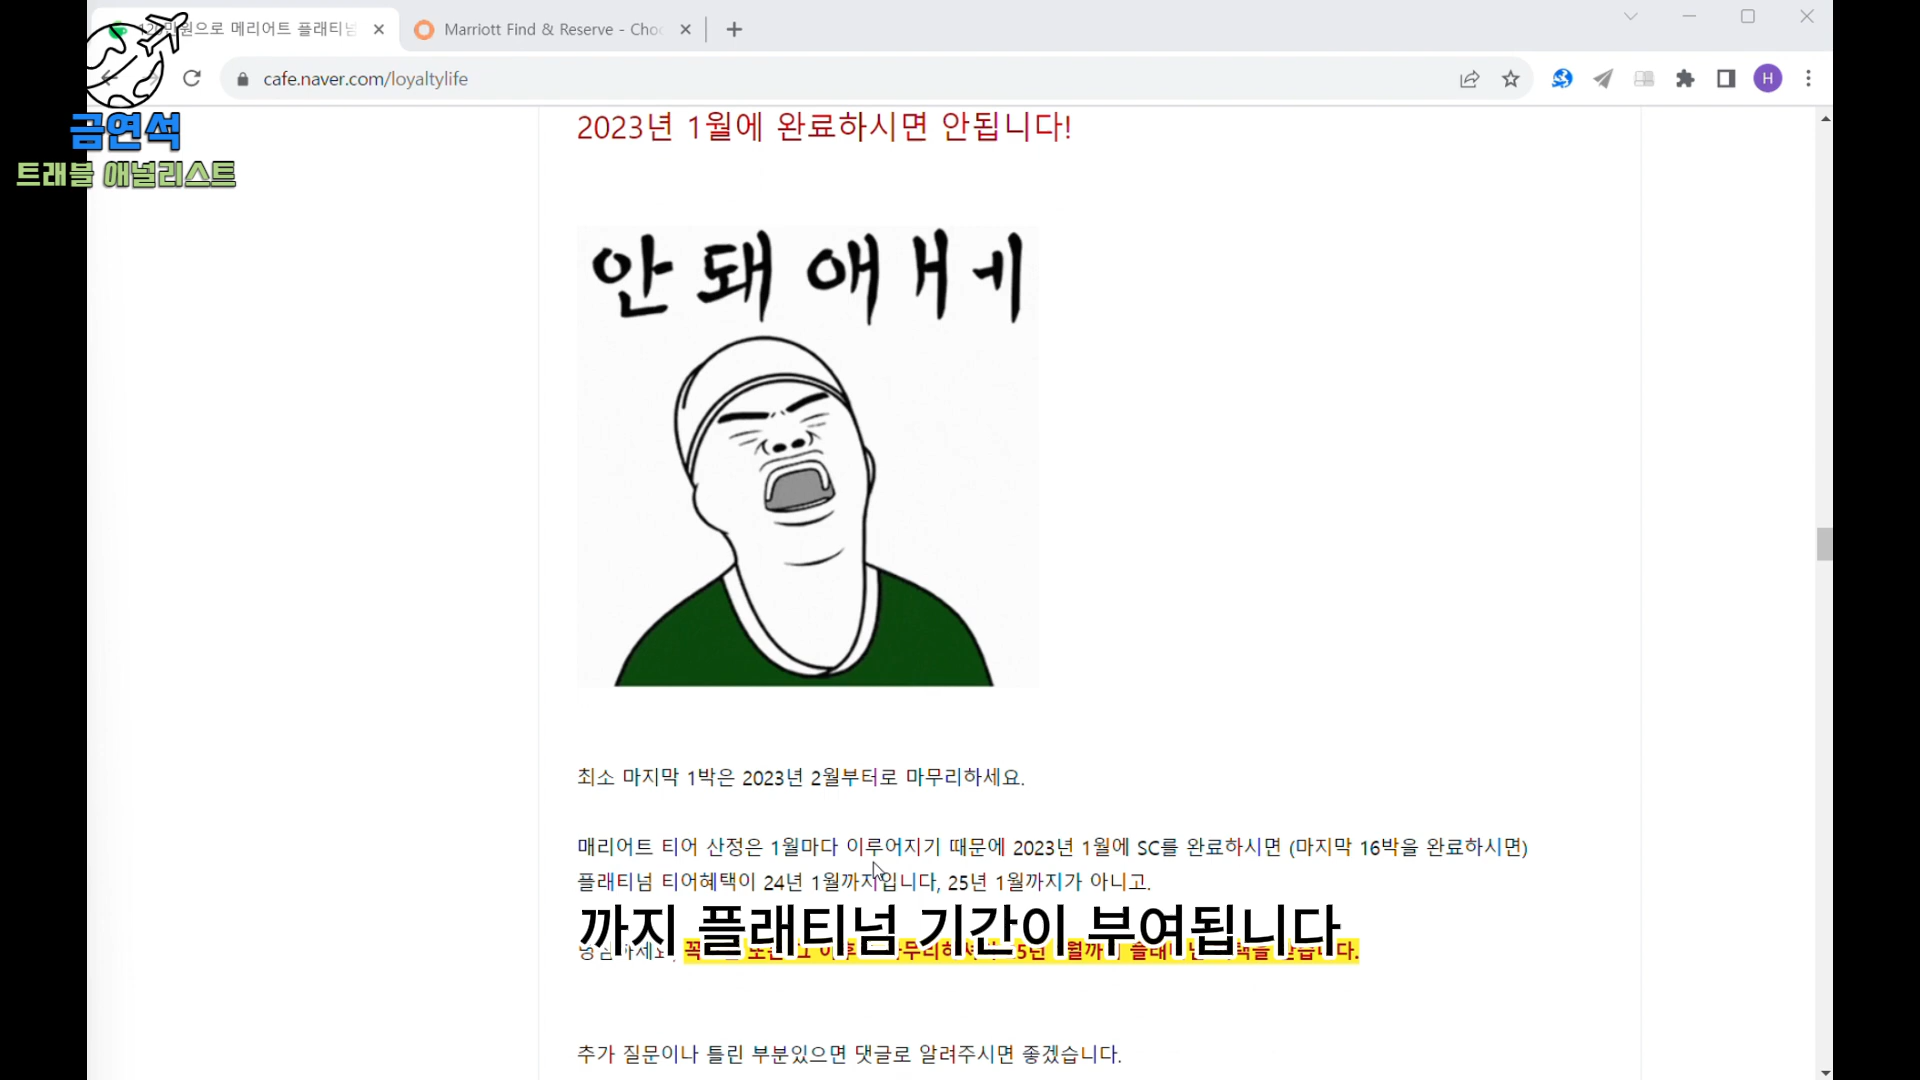 만원으로 메리어트 플래티넘
Marriott Find & Reserve - Choo
cafe.naver.com/loyaltylife
H
금연석
트래블 애널리스트
2023년 1월에 완료하시면 안됩니다!
안 돼 애 ㅐ ㅔ
최소 마지막 1박은 2023년 2월부터로 마무리하세요.
매리어트 티어 산정은 1월마다 이루어지기 때문에 2023년 1월에 SC를 완료하시면 (마지막 16박을 완료하시면)
플래티넘 티어혜택이 24년 1월까지입니다, 25년 1월까지가 아니고.
까지 플래티넘 기간이 부여됩니다
추가 질문이나 틀린 부분있으면 댓글로 알려주시면 좋겠습니다.